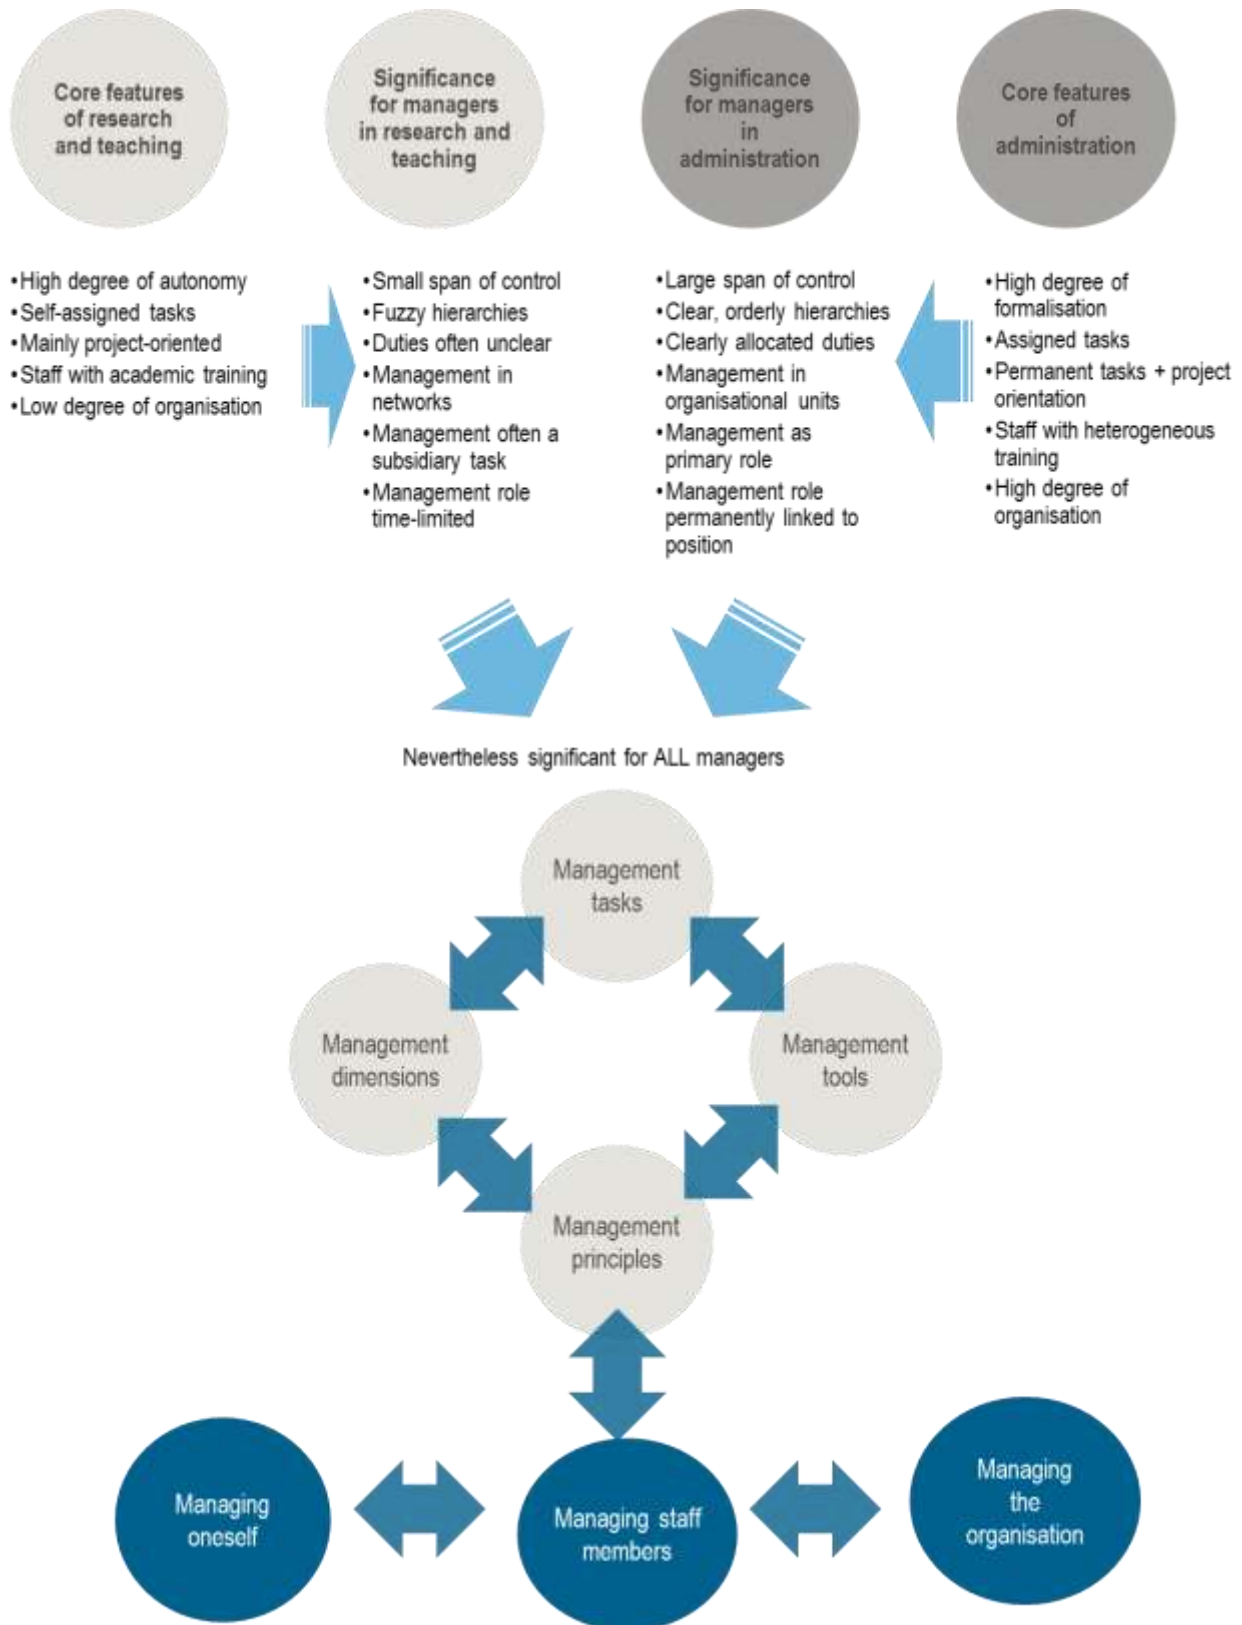 Core features
of research
and teaching
Significance
for managers
in research and
teaching
Significance
for managers
in
administration
Core features
of
administration
•High degree of autonomy
•Self-assigned tasks
•Mainly project-oriented
•Staff with academic training
•Low degree of organisation
•Small span of control
•Fuzzy hierarchies
•Duties often unclear
•Management in
networks
•Management often a
subsidiary task
•Management role
time-limited
•Large span of control
•Clear, orderly hierarchies
•Clearly allocated duties
•Management in
organisational units
•Management as
primary role
•Management role
permanently linked to
position
•High degree of
formalisation
•Assigned tasks
•Permanent tasks + project
orientation
•Staff with heterogeneous
training
•High degree of
organisation
Nevertheless significant for ALL managers
Management
tasks
Management
dimensions
Management
tools
Management
principles
Managing
oneself
Managing staff
members
Managing
the
organisation